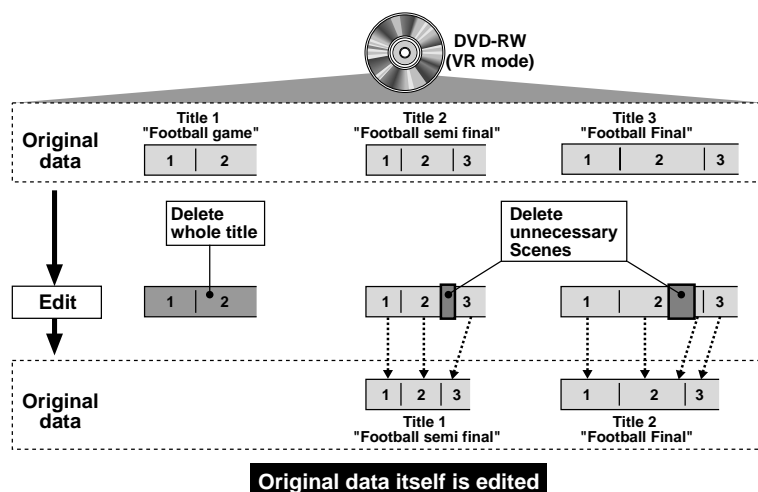 DVD-RW
(VR mode)
Original
data
Title 1
"Football game"
1 2
Title 2
"Football semi final"
1 2 3
Title 3
"Football Final"
1 2 3
Delete
whole title
Delete
unnecessary
Scenes
Edit
1 2
1 2 3
1 2 3
Original
data
1 2 3
Title 1
"Football semi final"
1 2 3
Title 2
"Football Final"
Original data itself is edited